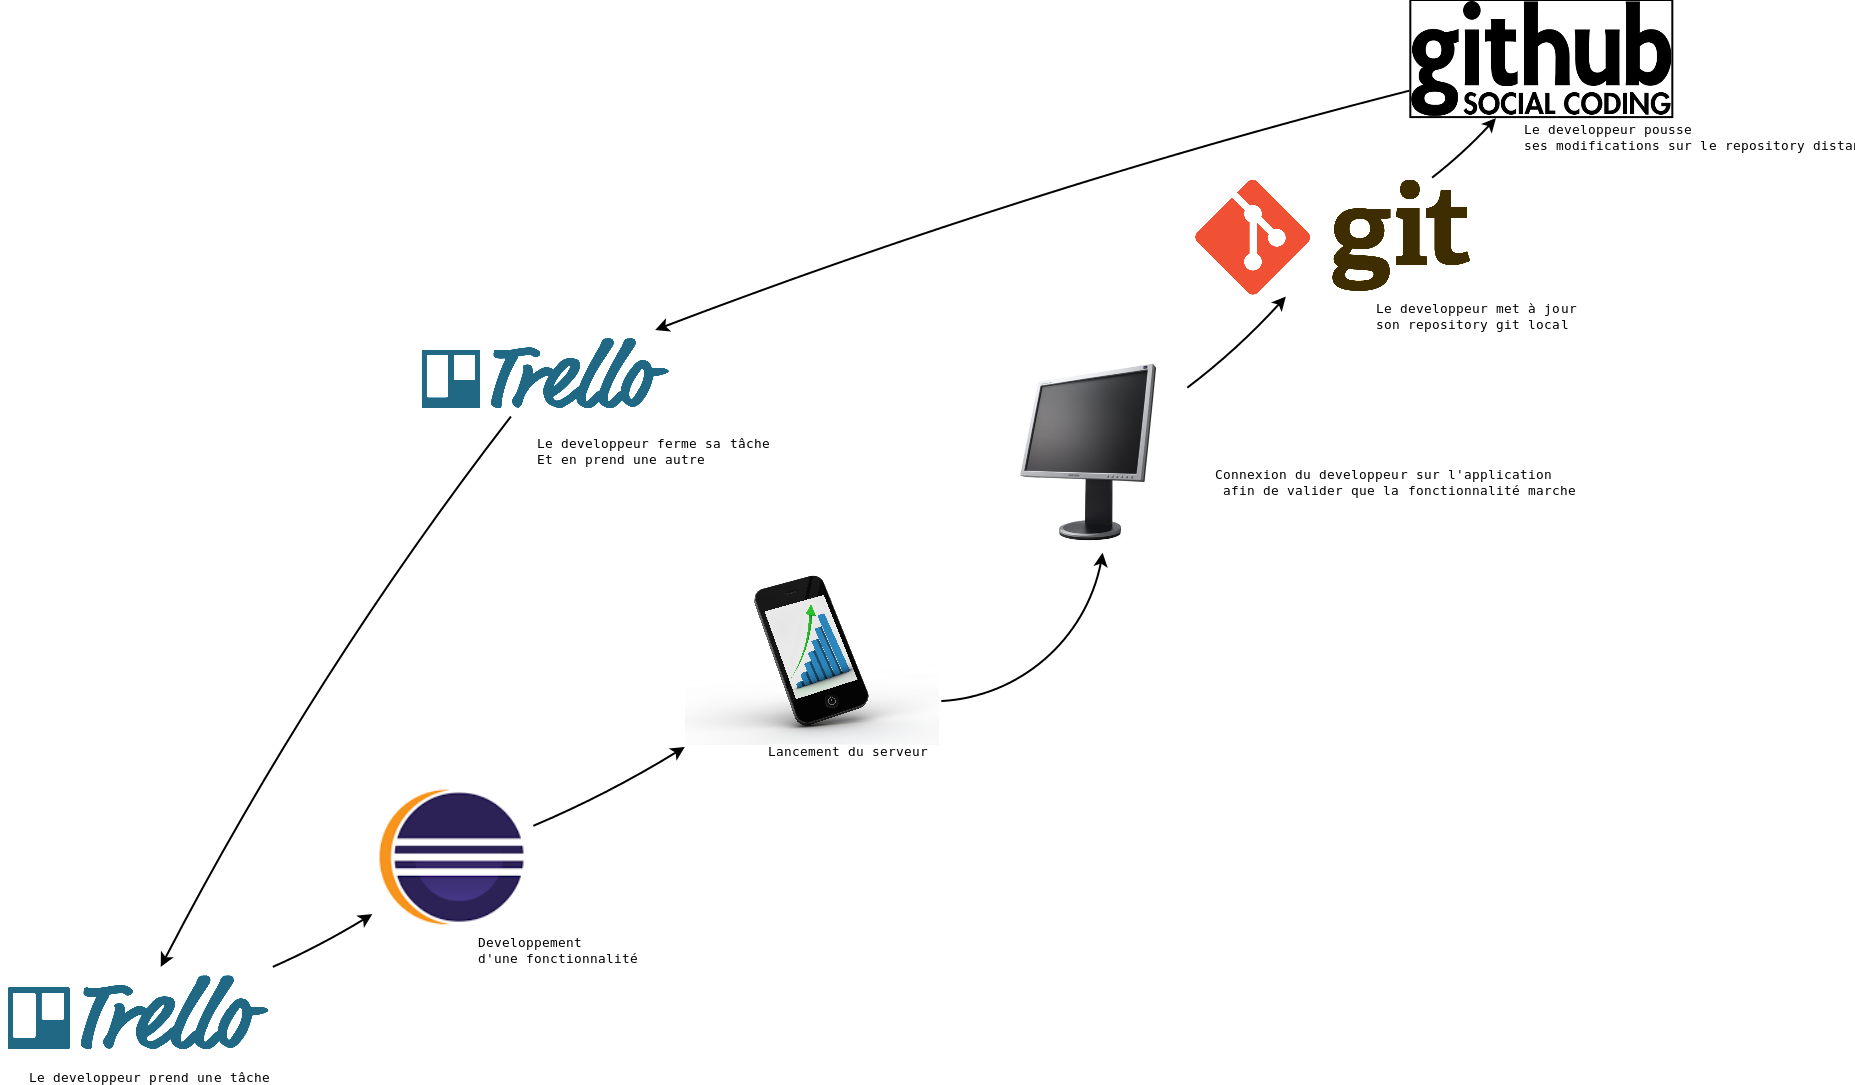 github
SOCIAL CODING
Le developpeur pousse
ses modifications sur le repository
git
Le developpeur met à jour
son repository git local
Trello
Le developpeur ferme sa tâche
Et en prend une autre
Connexion du developpeur sur l'application
afin de valider que la fonctionnalité marche
Lancement du serveur
Developpement
d'une fonctionnalité
Trello
Le developpeur prend une tâche